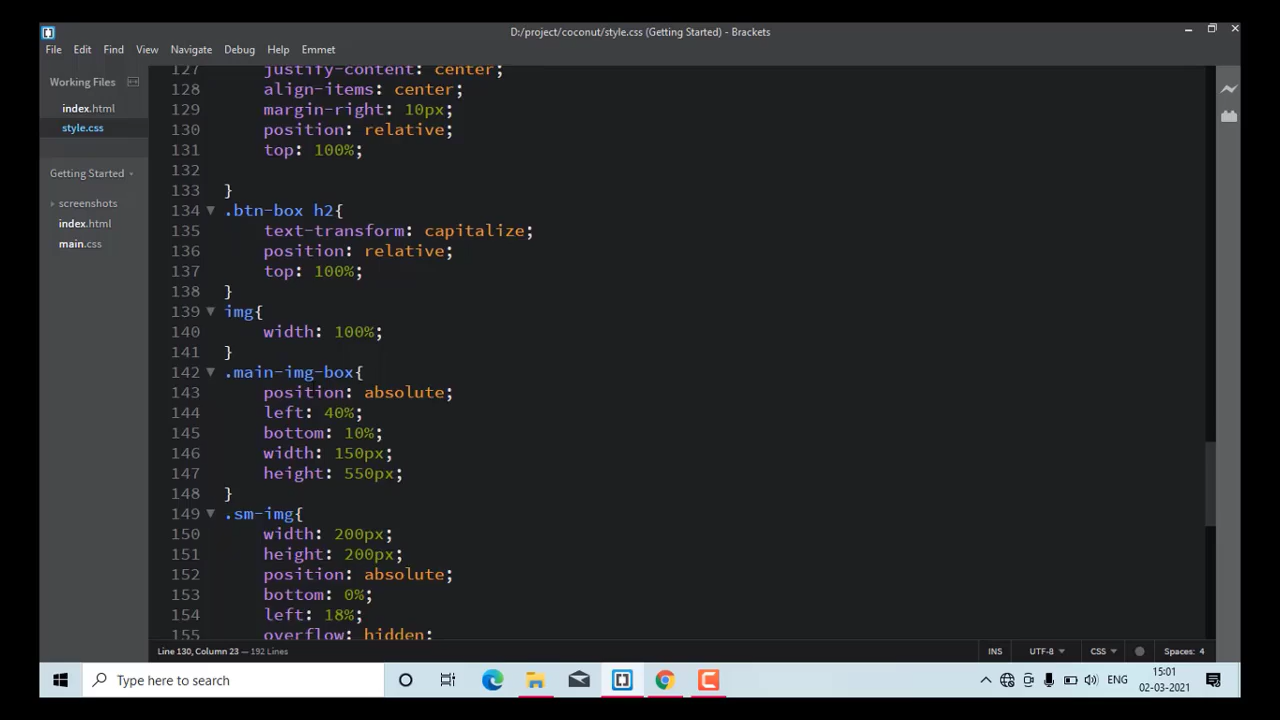 D:/project/coconut/style.css (Getting Started) - Brackets
File Edit Find View Navigate Debug Help Emmet
Working Files
index.html
style.css
Getting Started
screenshots
index.html
main.css
127 justify-content: center;
128 align-items: center;
129 margin-right: 10px;
130 position: relative;
131 top: 100%;
132
133 }
134 .btn-box h2{
135 text-transform: capitalize;
136 position: relative;
137 top: 100%;
138 }
139 img{
140 width: 100%;
141 }
142 .main-img-box{
143 position: absolute;
144 left: 40%;
145 bottom: 10%;
146 width: 150px;
147 height: 550px;
148 }
149 .sm-img{
150 width: 200px;
151 height: 200px;
152 position: absolute;
153 bottom: 0%;
154 left: 18%;
155 overflow: hidden;
Line 130, Column 23 — 192 Lines
INS UTF-8 CSS Spaces: 4
Type here to search
ENG
15:01
02-03-2021